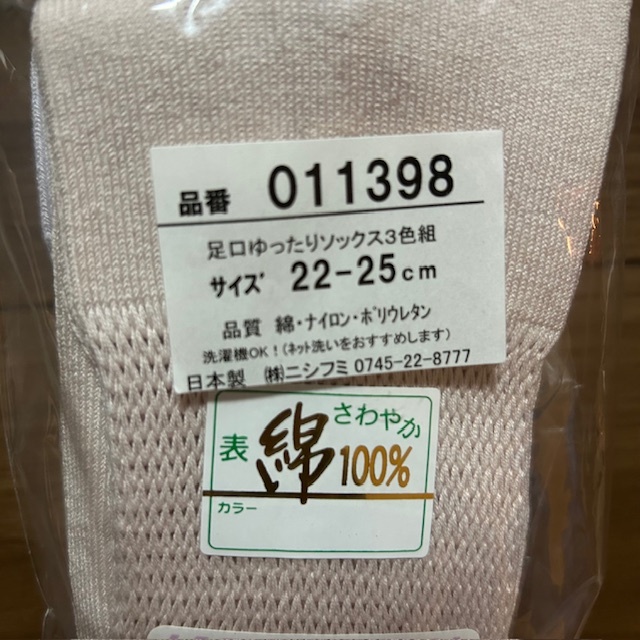 品番 011398
足口ゆったりソックス3色組
サイズ 22-25cm
品質 綿・ナイロン・ポリウレタン
洗濯機OK!(ネット洗いをおすすめします)
日本製 ㈱ニシフミ 0745-22-8777
さわやか
表 綿 100%
カラー